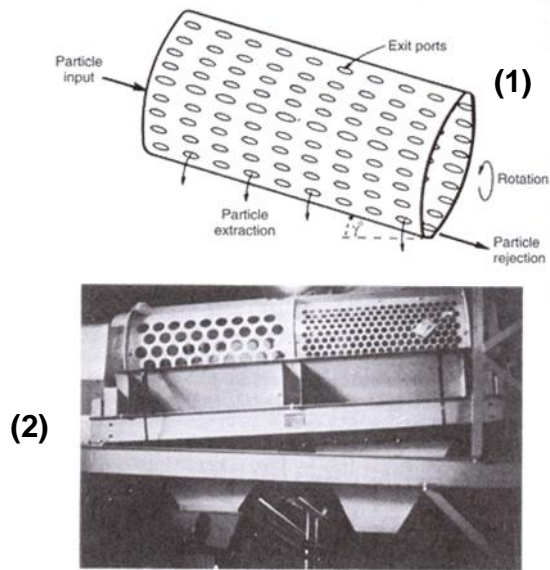 Exit ports
Particle
input
(1)
Rotation
Particle
extraction
γ
Particle
rejection
(2)